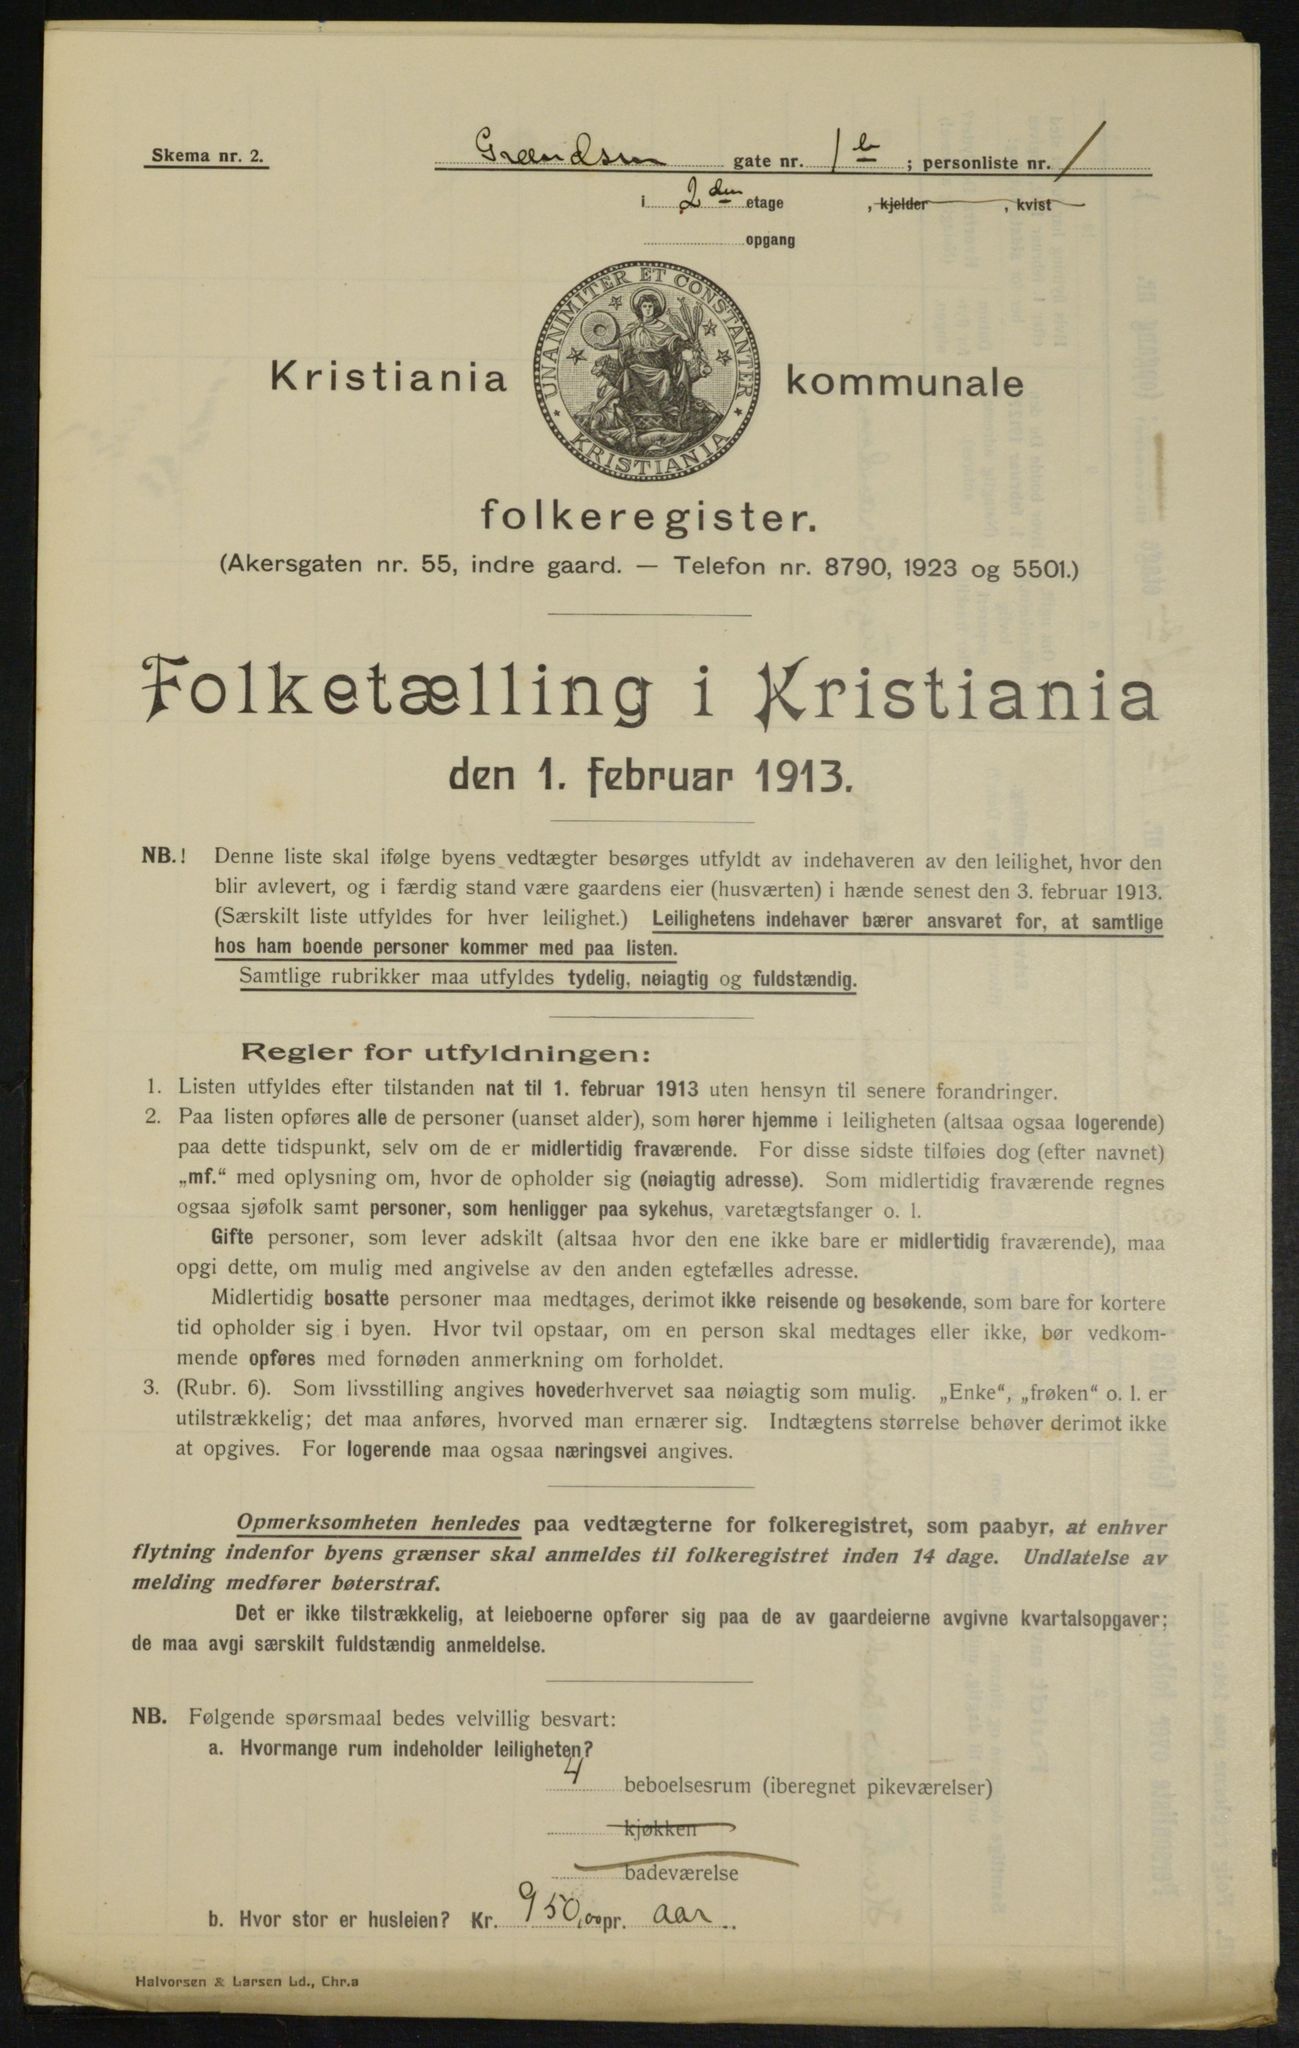 Skema nr. 2.
Grændsen gate nr. 1 b ; personliste nr. 1
i 2 den etage , kjelder , kvist
opgang
UNANIMITER ET CONSTANTER
KRISTIANIA
Kristiania kommunale
folkeregister.
(Akersgaten nr. 55, indre gaard. — Telefon nr. 8790, 1923 og 5501.)
Folketælling i Kristiania
den 1. februar 1913.
NB.! Denne liste skal ifølge byens vedtægter besørges utfyldt av indehaveren av den leilighet, hvor den
blir avlevert, og i færdig stand være gaardens eier (husværten) i hænde senest den 3. februar 1913.
(Særskilt liste utfyldes for hver leilighet.) Leilighetens indehaver bærer ansvaret for, at samtlige
hos ham boende personer kommer med paa listen.
Samtlige rubrikker maa utfyldes tydelig, nøiagtig og fuldstændig.
Regler for utfyldningen:
1. Listen utfyldes efter tilstanden nat til 1. februar 1913 uten hensyn til senere forandringer.
2. Paa listen opføres alle de personer (uanset alder), som hører hjemme i leiligheten (altsaa ogsaa logerende)
paa dette tidspunkt, selv om de er midlertidig fraværende. For disse sidste tilføies dog (efter navnet)
„mf.“ med oplysning om, hvor de opholder sig (nøiagtig adresse). Som midlertidig fraværende regnes
ogsaa sjøfolk samt personer, som henligger paa sykehus, varetægtsfanger o. l.
Gifte personer, som lever adskilt (altsaa hvor den ene ikke bare er midlertidig fraværende), maa
opgi dette, om mulig med angivelse av den anden egtefælles adresse.
Midlertidig bosatte personer maa medtages, derimot ikke reisende og besøkende, som bare for kortere
tid opholder sig i byen. Hvor tvil opstaar, om en person skal medtages eller ikke, bør vedkom-
mende opføres med fornøden anmerkning om forholdet.
3. (Rubr. 6). Som livsstilling angives hovederhvervet saa nøiagtig som mulig. „Enke“, „frøken“ o. l. er
utilstrækkelig; det maa anføres, hvorved man ernærer sig. Indtægtens størrelse behøver derimot ikke
at opgives. For logerende maa ogsaa næringsvei angives.
Opmerksomheten henledes paa vedtægterne for folkeregistret, som paabyr, at enhver
flytning indenfor byens grænser skal anmeldes til folkeregistret inden 14 dage. Undlatelse av
melding medfører bøterstraf.
Det er ikke tilstrækkelig, at leieboerne opfører sig paa de av gaardeierne avgivne kvartalsopgaver;
de maa avgi særskilt fuldstændig anmeldelse.
NB. Følgende spørsmaal bedes velvillig besvart:
a. Hvormange rum indeholder leiligheten?
4 beboelsesrum (iberegnet pikeværelser)
kjøkken
badeværelse
b. Hvor stor er husleien? Kr. 950,00 pr. aar
Halvorsen & Larsen Ld., Chr.a